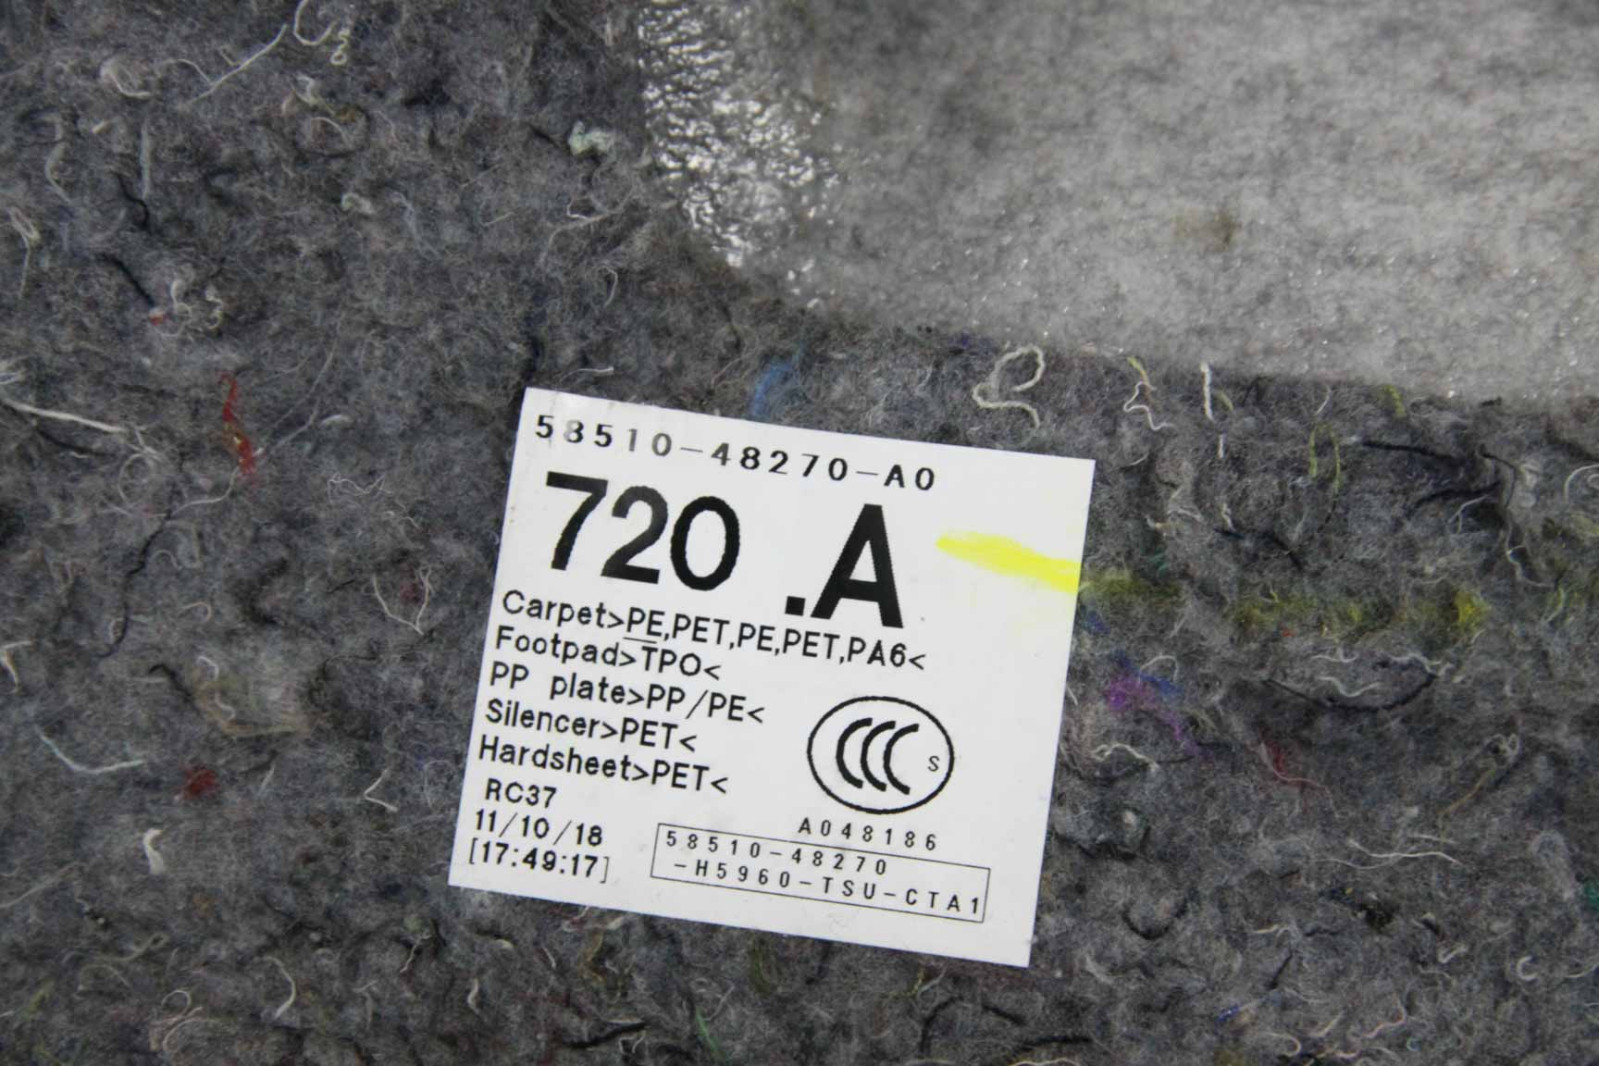 58510-48270-A0
720 .A
Carpet>PE,PET,PE,PET,PA6<
Footpad>TPO<
PP plate>PP/PE<
Silencer>PET<
Hardsheet>PET<
CCC S
RC37
11/10/18
[17:49:17]
A048186
58510-48270
-H5960-TSU-CTA1